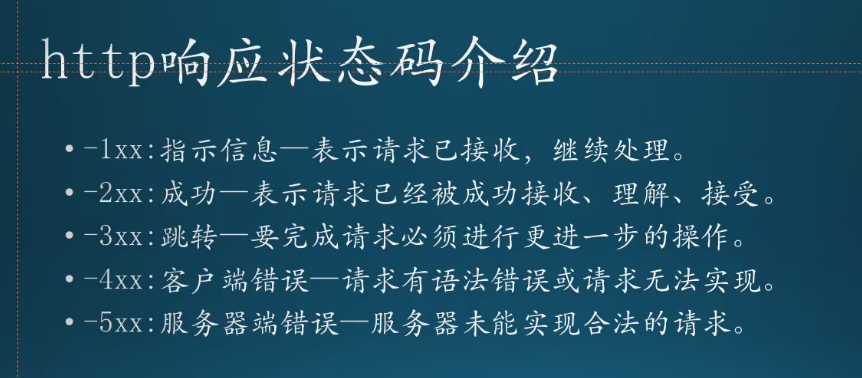 http响应状态码介绍
•-1xx:指示信息—表示请求已接收，继续处理。
•-2xx:成功—表示请求已经被成功接收、理解、接受。
•-3xx:跳转—要完成请求必须进行更进一步的操作。
•-4xx:客户端错误—请求有语法错误或请求无法实现。
•-5xx:服务器端错误—服务器未能实现合法的请求。